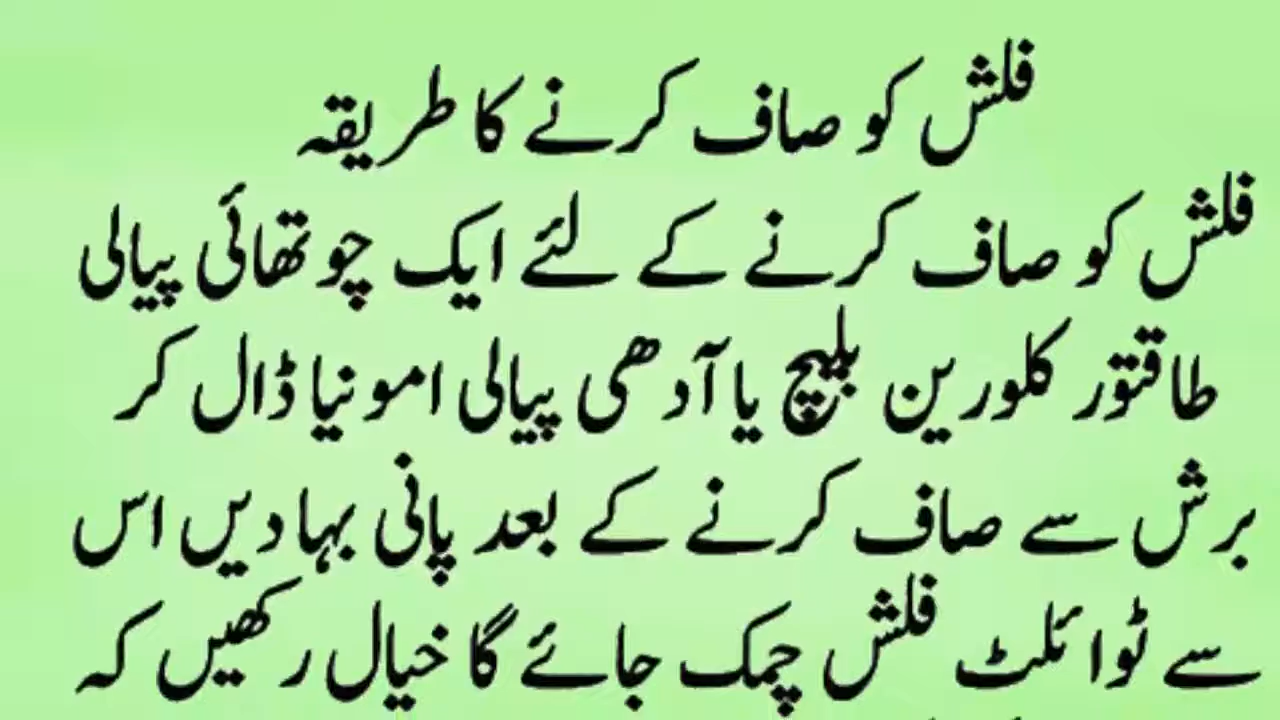 فلش کو صاف کرنے کا طریقہ
فلش کو صاف کرنے کے لئے ایک چوتھائی پیالی
طاقتور کلورین بلیچ یا آدھی پیالی امونیا ڈال کر
برش سے صاف کرنے کے بعد پانی بہا دیں اس
سے ٹوائلٹ فلش چمک جائے گا خیال رکھیں کہ